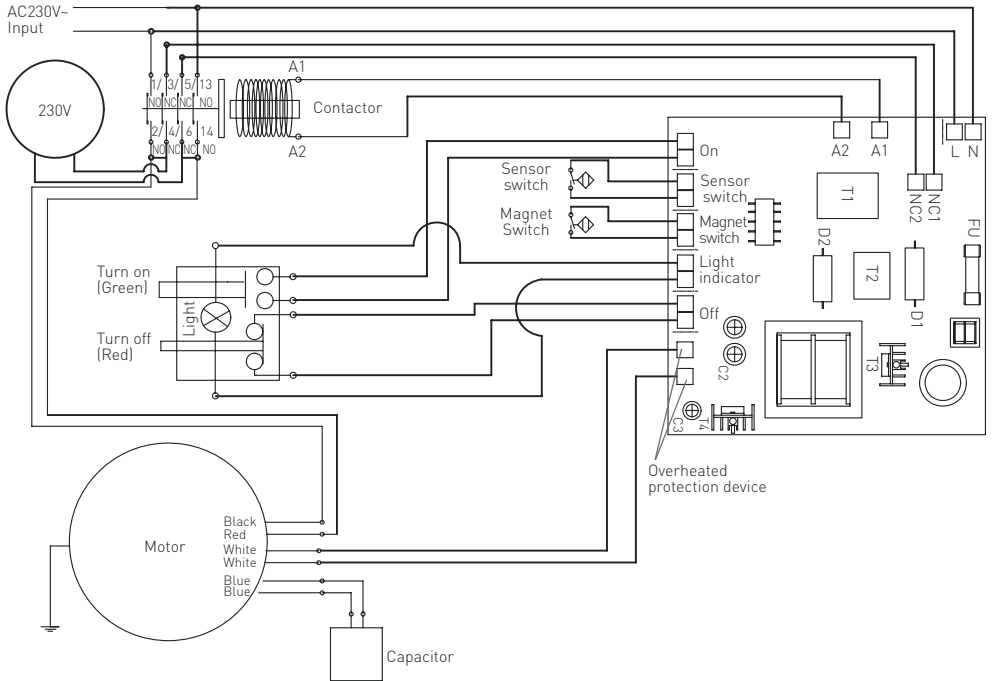 AC230V~
Input
230V
1/ 3/ 5/ 13
NO NC NC NO
2/ 4/ 6 14
NO NC NC NO
A1
Contactor
A2
A2 A1 L N
On
Sensor
switch
Sensor
switch
Magnet
Switch
Magnet
switch
Light
indicator
Off
T1
NC2
NC1
FU
D2
T2
D1
C2
T3
C3
T4
Turn on
(Green)
Light
Turn off
(Red)
Overheated
protection device
Motor
Black
Red
White
White
Blue
Blue
Capacitor